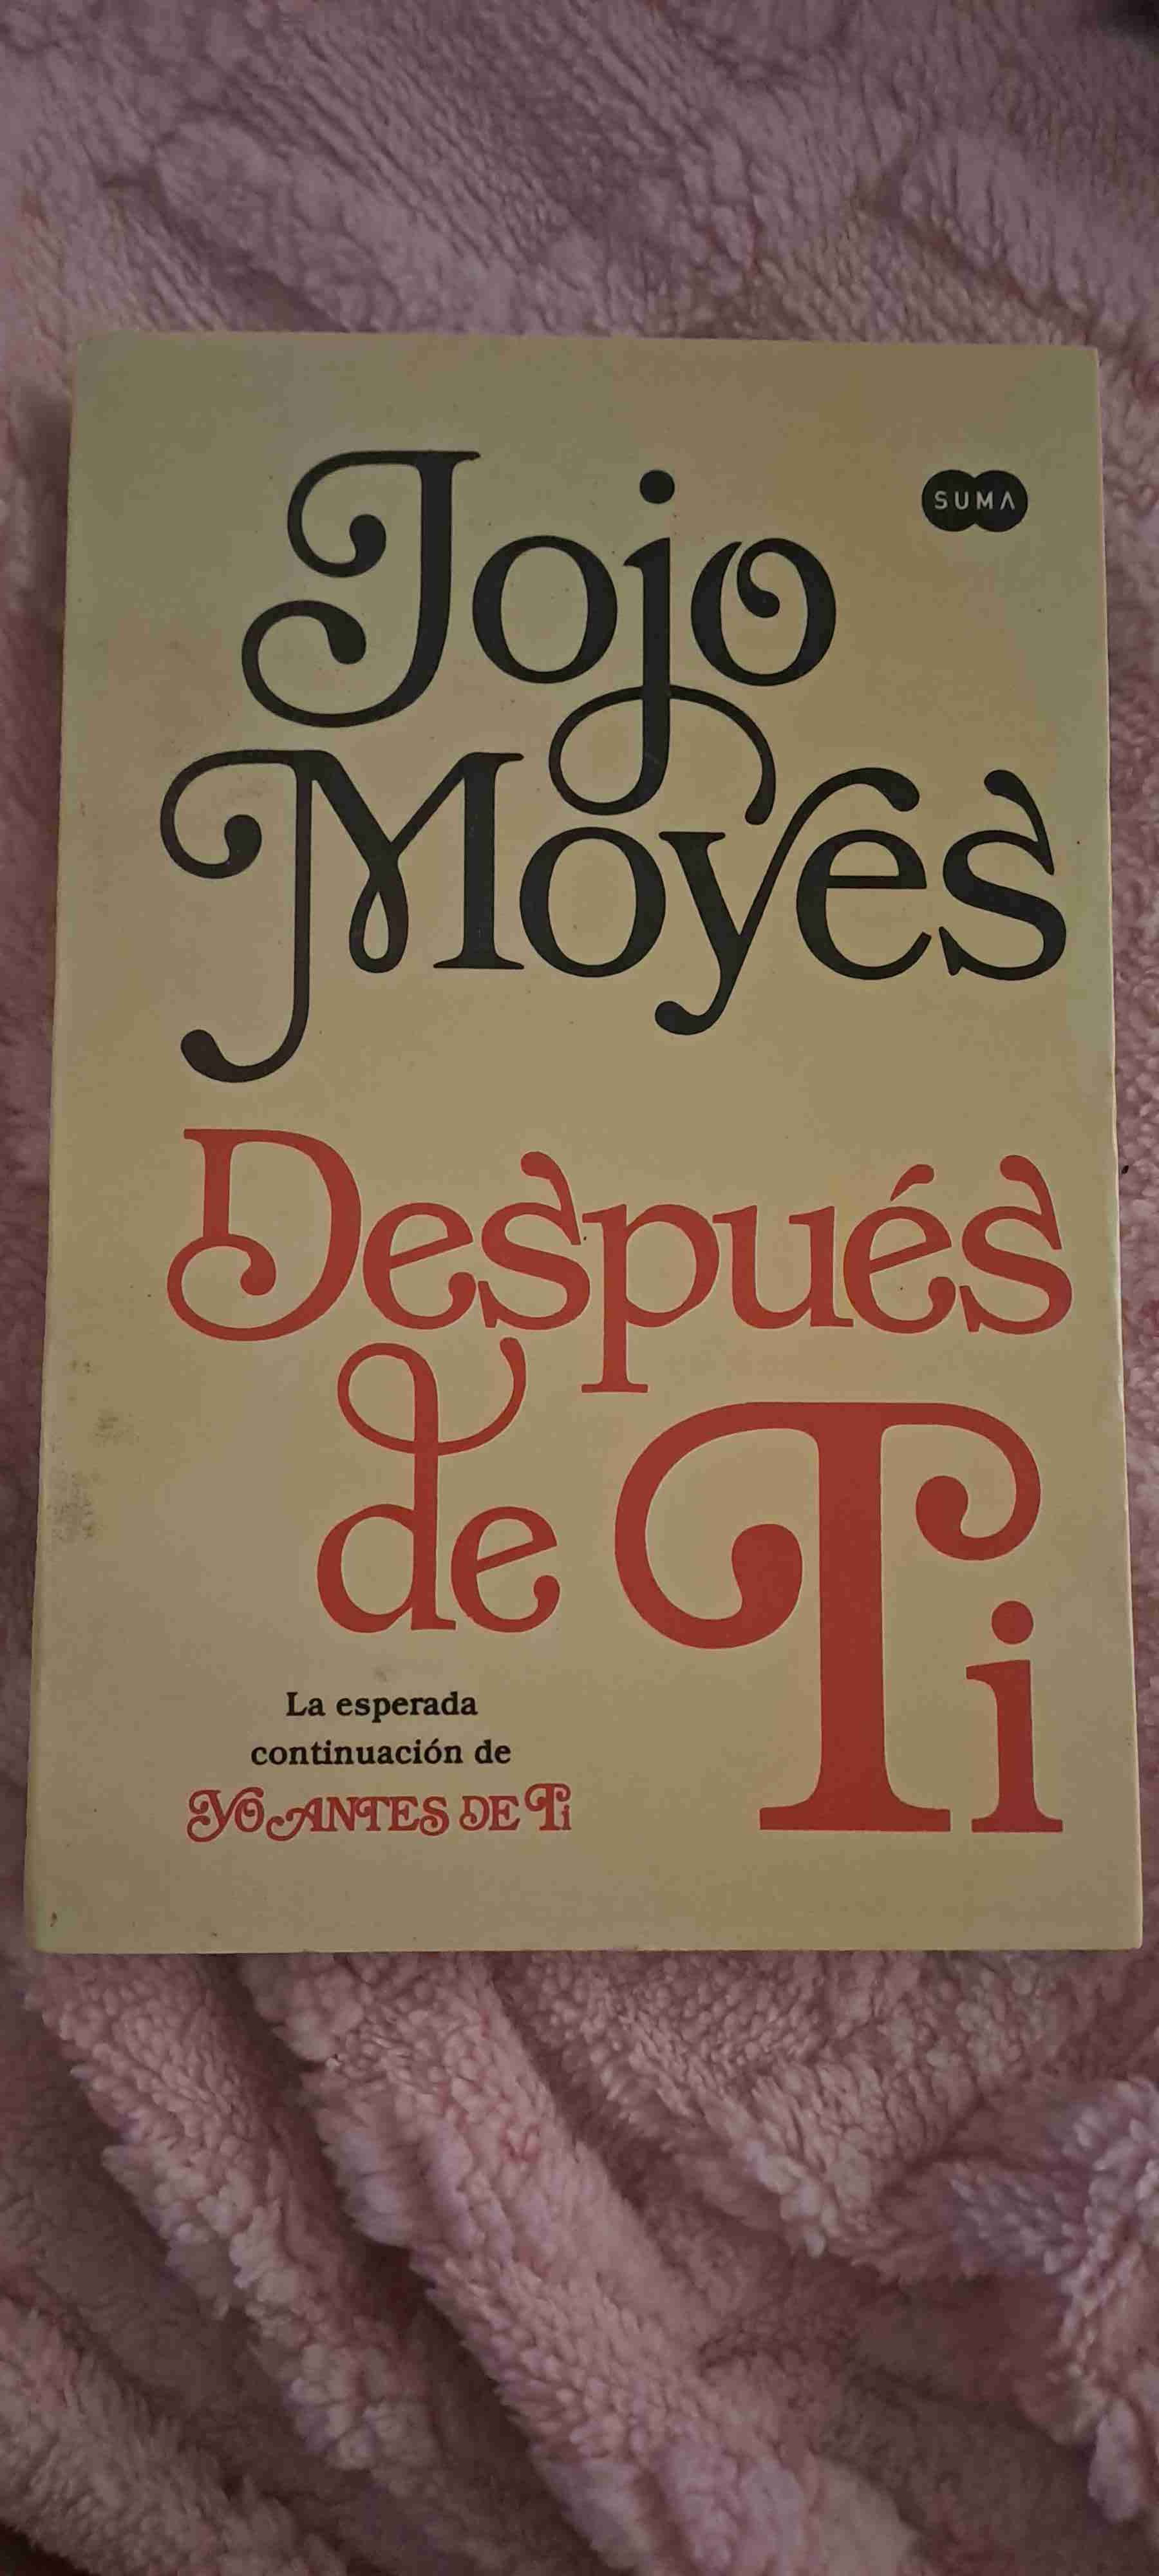 Jojo
SUMA
Moyes
Después
de Ti
La esperada
continuación de
YO ANTES DE Ti